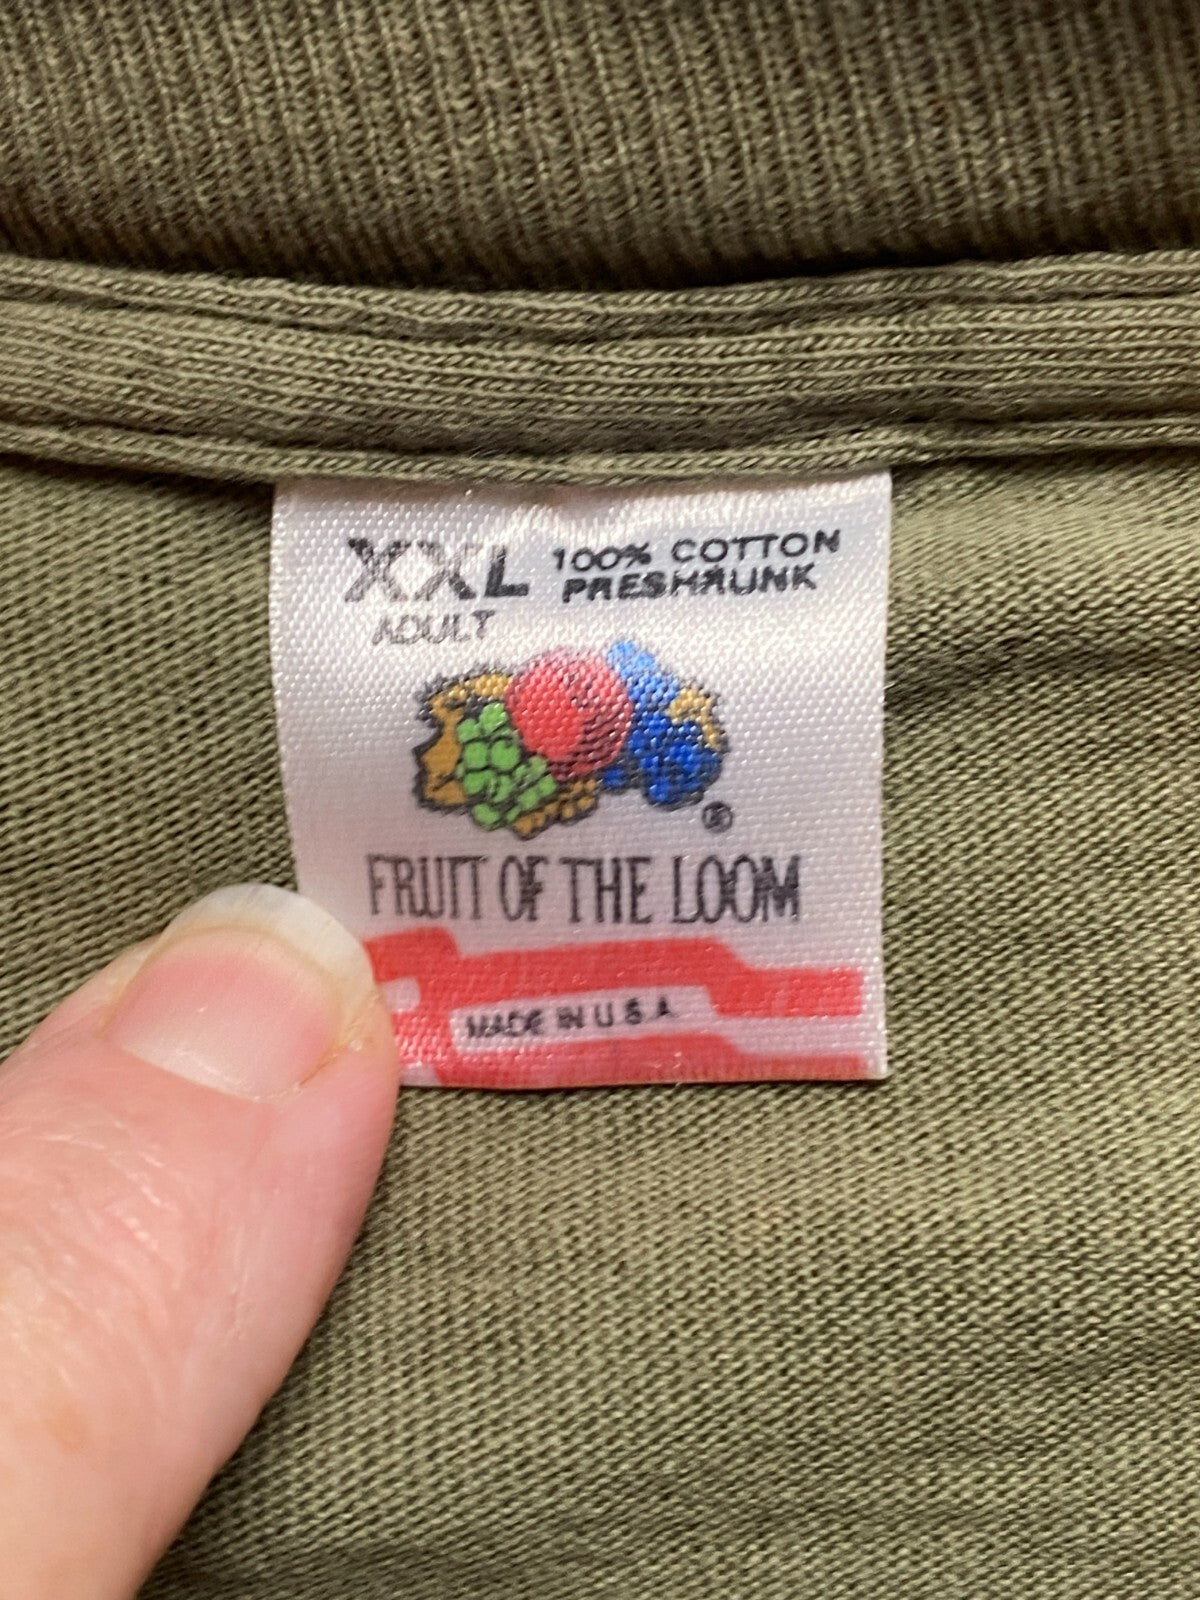 XXL 100% COTTON
PRESHRUNK
ADULT
®
FRUIT OF THE LOOM
MADE IN U.S.A.